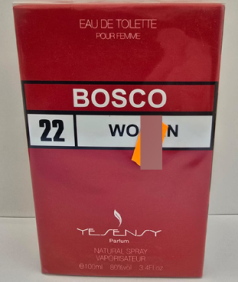 EAU DE TOILETTE
POUR FEMME
BOSCO
22
YESENSY
Parfum
NATURAL SPRAY
VAPORISATEUR